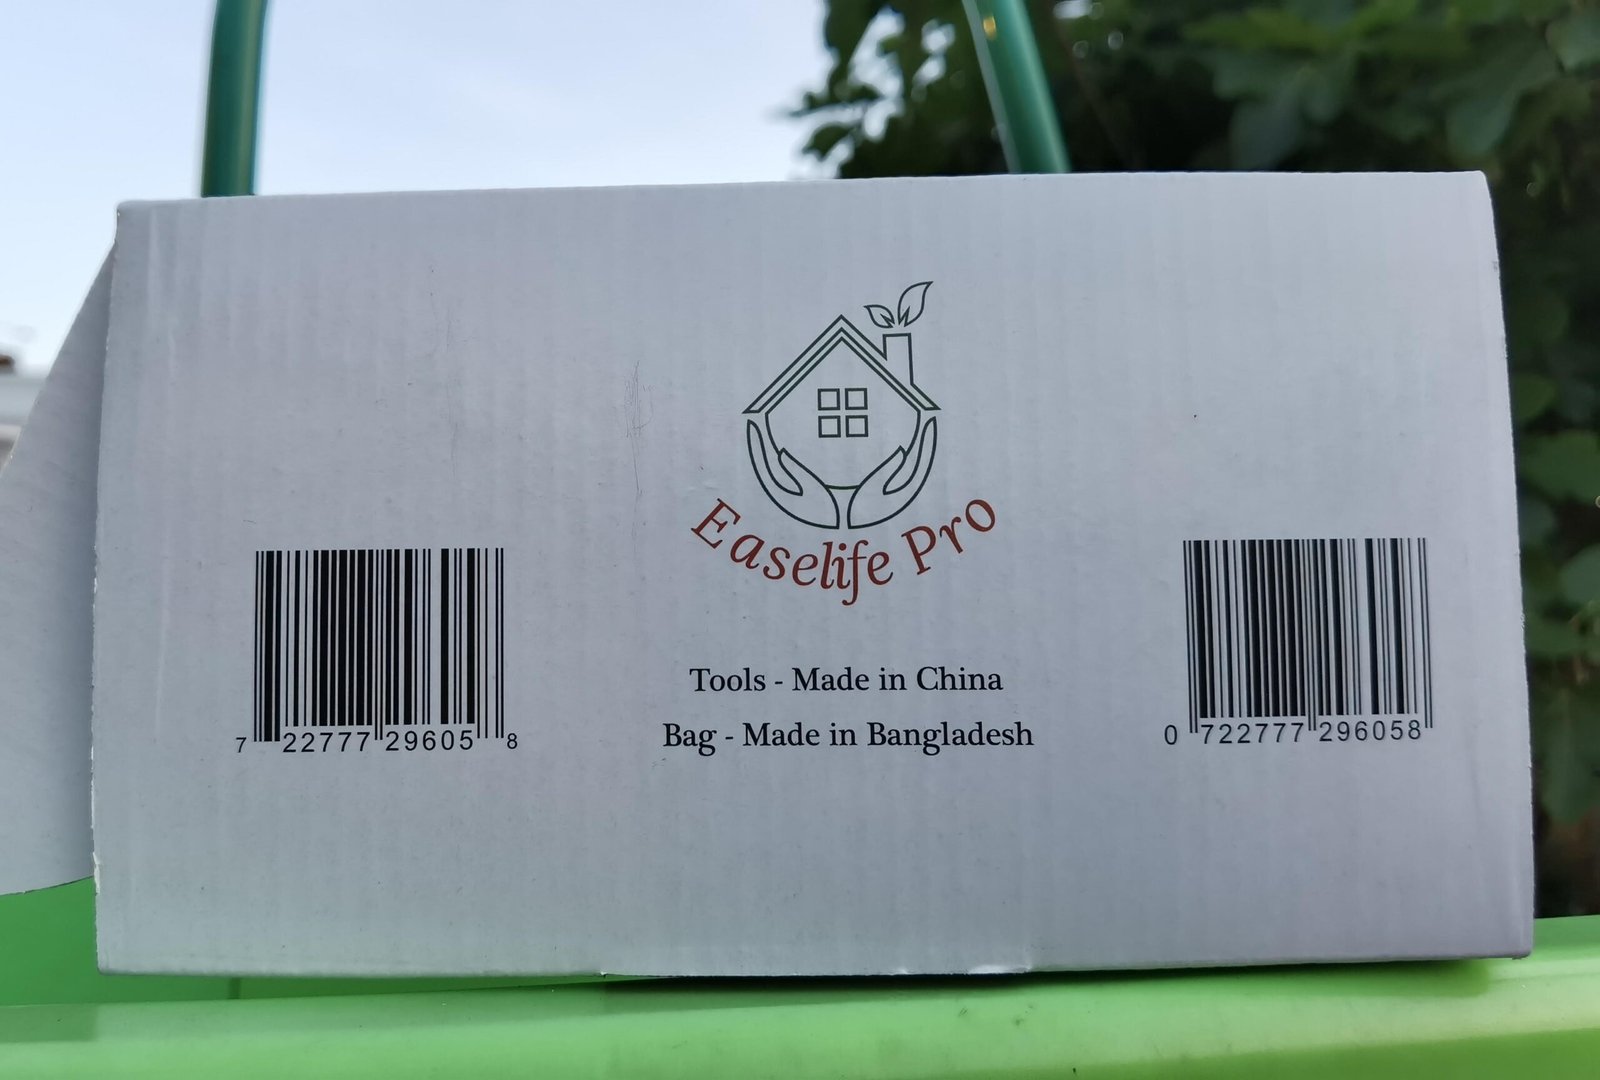 Easelife Pro
Tools - Made in China
Bag - Made in Bangladesh
7 22777 29605 8
0 722777 296058